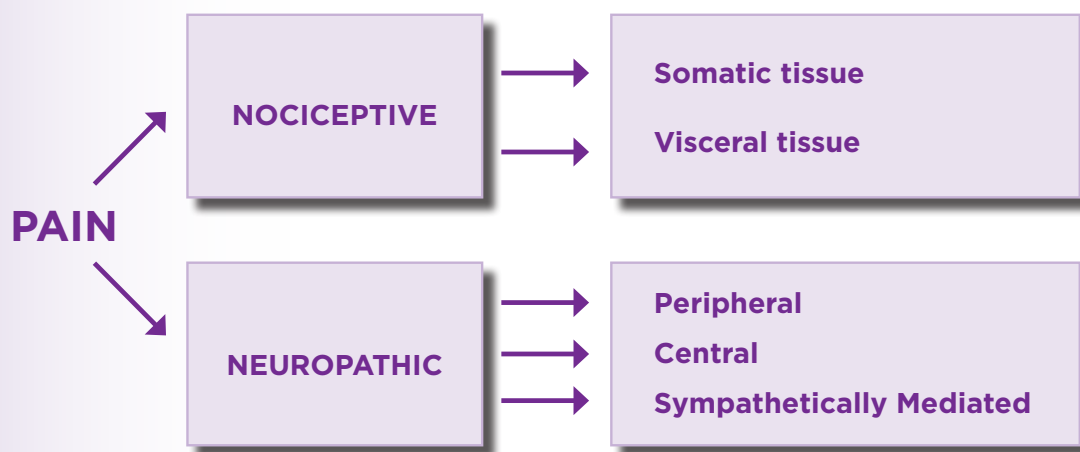 PAIN
NOCICEPTIVE
Somatic tissue
Visceral tissue
NEUROPATHIC
Peripheral
Central
Sympathetically Mediated